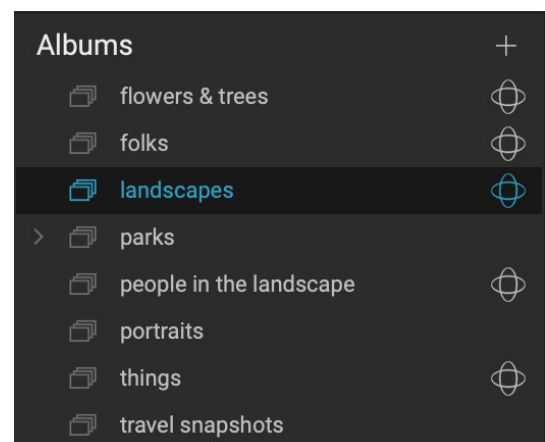 Albums
flowers & trees
folks
landscapes
parks
people in the landscape
portraits
things
travel snapshots